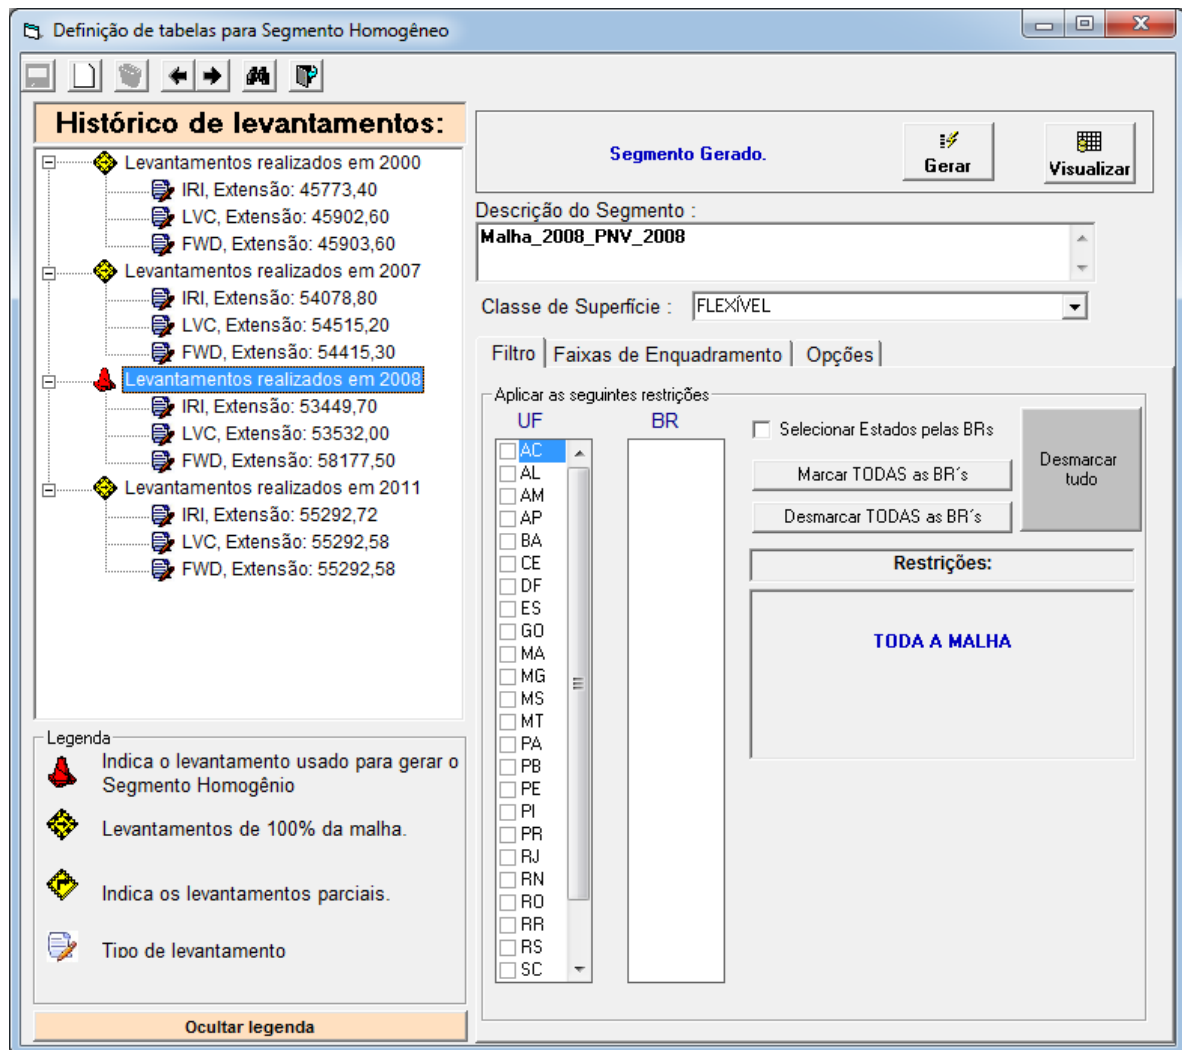 Definição de tabelas para Segmento Homogêneo
Histórico de levantamentos:
Levantamentos realizados em 2000
IRI, Extensão: 45773,40
LVC, Extensão: 45902,60
FWD, Extensão: 45903,60
Levantamentos realizados em 2007
IRI, Extensão: 54078,80
LVC, Extensão: 54515,20
FWD, Extensão: 54415,30
Levantamentos realizados em 2008
IRI, Extensão: 53449,70
LVC, Extensão: 53532,00
FWD, Extensão: 58177,50
Levantamentos realizados em 2011
IRI, Extensão: 55292,72
LVC, Extensão: 55292,58
FWD, Extensão: 55292,58
Legenda
Indica o levantamento usado para gerar o
Segmento Homogênio
Levantamentos de 100% da malha.
Indica os levantamentos parciais.
Tipo de levantamento
Ocultar legenda
Segmento Gerado.
Gerar
Visualizar
Descrição do Segmento :
Malha_2008_PNV_2008
Classe de Superfície : FLEXÍVEL
Filtro Faixas de Enquadramento Opções
Aplicar as seguintes restrições
UF BR
AC
AL
AM
AP
BA
CE
DF
ES
GO
MA
MG
MS
MT
PA
PB
PE
PI
PR
RJ
RN
RO
RR
RS
SC
Selecionar Estados pelas BRs
Marcar TODAS as BR´s
Desmarcar TODAS as BR´s
Desmarcar
tudo
Restrições:
TODA A MALHA